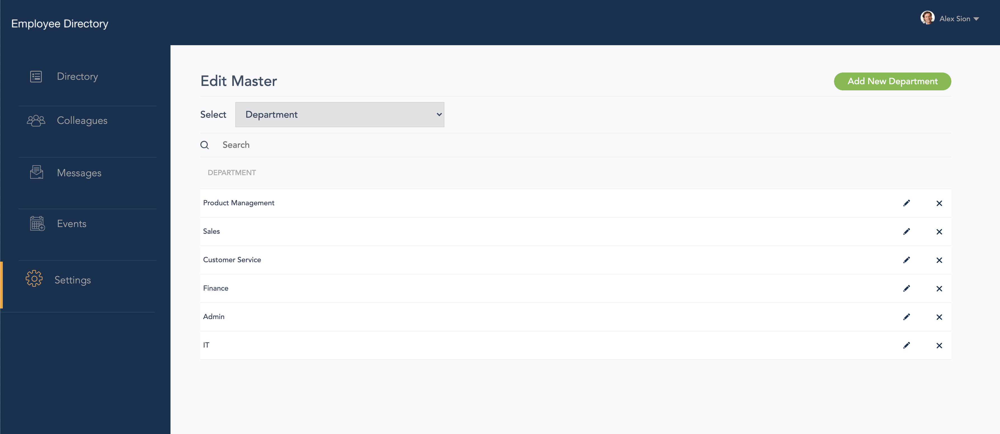 Employee Directory
Alex Sion
Directory
Colleagues
Messages
Events
Settings
Edit Master
Add New Department
Select
Department
Search
DEPARTMENT
Product Management
Sales
Customer Service
Finance
Admin
IT